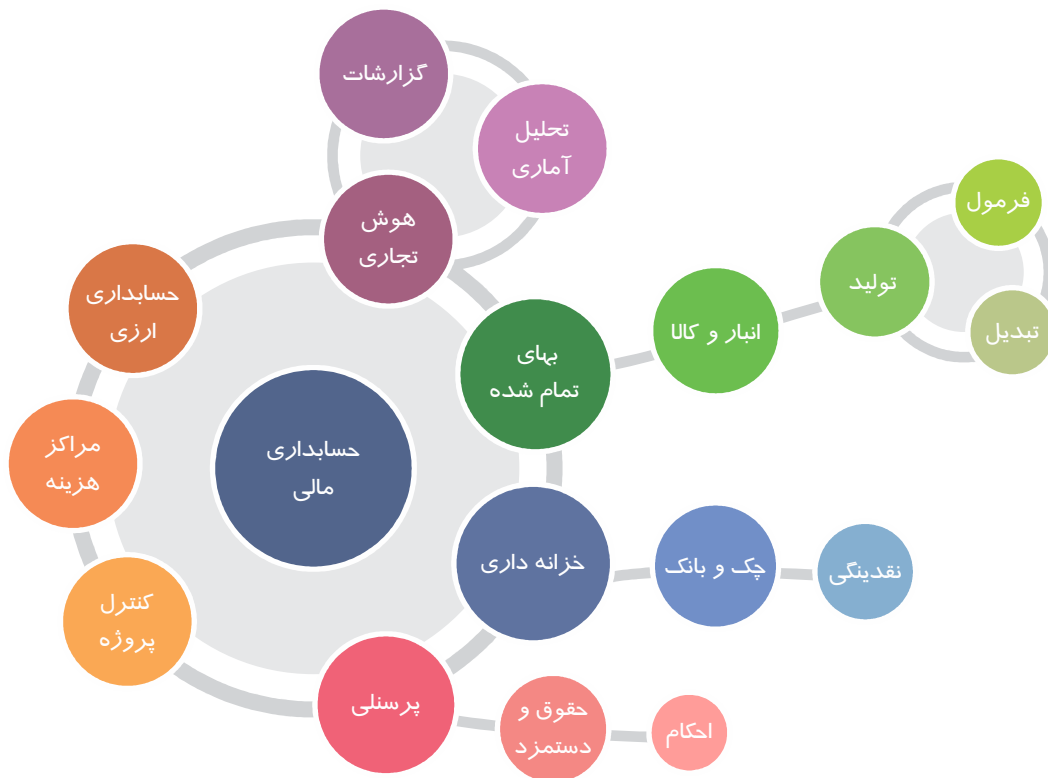 گزارشات
تحلیل
آماری
هوش
تجاری
فرمول
تولید
تبدیل
حسابداری
ارزی
انبار و کالا
بهای
تمام شده
مراکز
هزینه
حسابداری
مالی
خزانه داری
چک و بانک
نقدینگی
کنترل
پروژه
پرسنلی
حقوق و
دستمزد
احکام